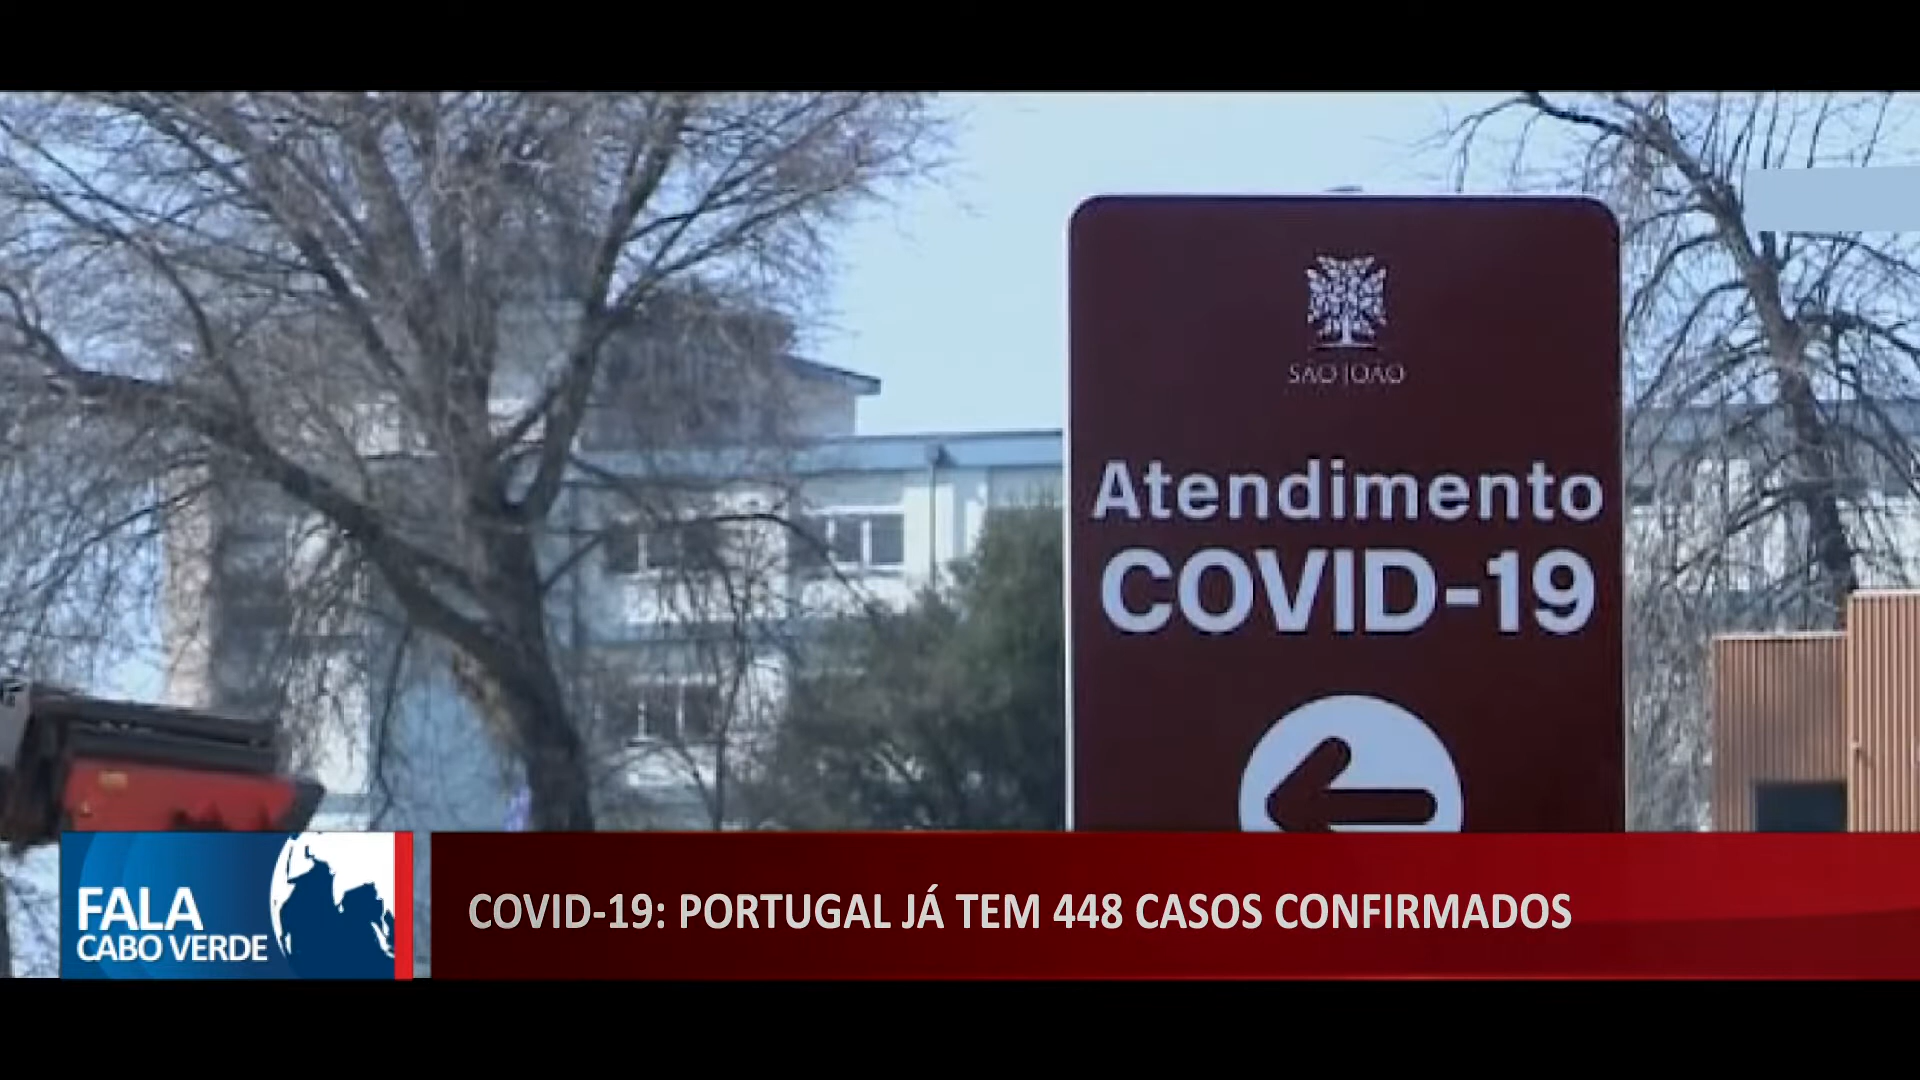 SÃO JOÃO
Atendimento
COVID-19
FALA
CABO VERDE
COVID-19: PORTUGAL JÁ TEM 448 CASOS CONFIRMADOS